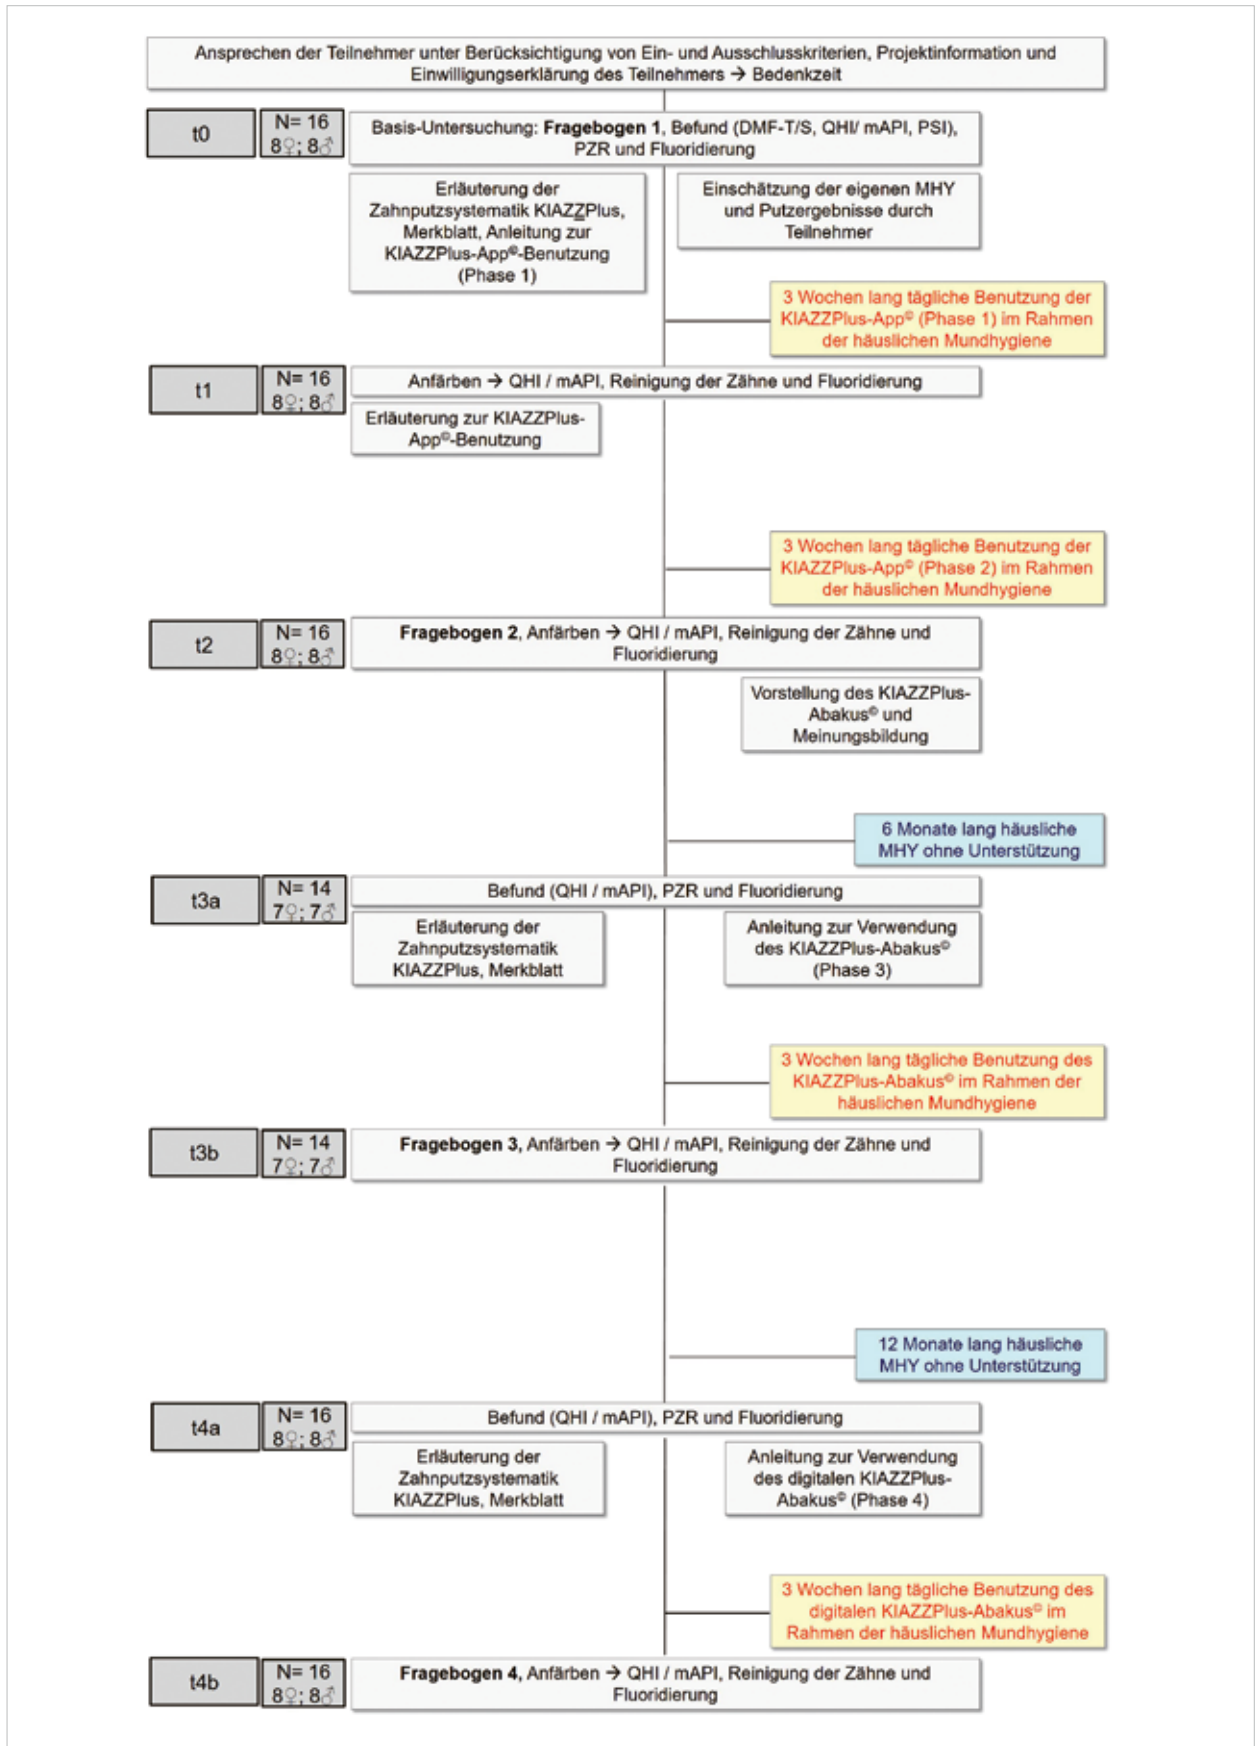 Ansprechen der Teilnehmer unter Berücksichtigung von Ein- und Ausschlusskriterien, Projektinformation und
Einwilligungserklärung des Teilnehmers → Bedenkzeit
t0
N= 16
8♀; 8♂
Basis-Untersuchung: Fragebogen 1, Befund (DMF-T/S, QHI/ mAPI, PSI),
PZR und Fluoridierung
Erläuterung der
Zahnputzsystematik KIAZZPlus,
Merkblatt, Anleitung zur
KIAZZPlus-App©-Benutzung
(Phase 1)
Einschätzung der eigenen MHY
und Putzergebnisse durch
Teilnehmer
3 Wochen lang tägliche Benutzung der
KIAZZPlus-App© (Phase 1) im Rahmen
der häuslichen Mundhygiene
t1
N= 16
8♀; 8♂
Anfärben → QHI / mAPI, Reinigung der Zähne und Fluoridierung
Erläuterung zur KIAZZPlus-
App©-Benutzung
3 Wochen lang tägliche Benutzung der
KIAZZPlus-App© (Phase 2) im Rahmen
der häuslichen Mundhygiene
t2
N= 16
8♀; 8♂
Fragebogen 2, Anfärben → QHI / mAPI, Reinigung der Zähne und
Fluoridierung
Vorstellung des KIAZZPlus-
Abakus© und
Meinungsbildung
6 Monate lang häusliche
MHY ohne Unterstützung
t3a
N= 14
7♀; 7♂
Befund (QHI / mAPI), PZR und Fluoridierung
Erläuterung der
Zahnputzsystematik
KIAZZPlus, Merkblatt
Anleitung zur Verwendung
des KIAZZPlus-Abakus©
(Phase 3)
3 Wochen lang tägliche Benutzung des
KIAZZPlus-Abakus© im Rahmen der
häuslichen Mundhygiene
t3b
N= 14
7♀; 7♂
Fragebogen 3, Anfärben → QHI / mAPI, Reinigung der Zähne und
Fluoridierung
12 Monate lang häusliche
MHY ohne Unterstützung
t4a
N= 16
8♀; 8♂
Befund (QHI / mAPI), PZR und Fluoridierung
Erläuterung der
Zahnputzsystematik
KIAZZPlus, Merkblatt
Anleitung zur Verwendung
des digitalen KIAZZPlus-
Abakus© (Phase 4)
3 Wochen lang tägliche Benutzung des
digitalen KIAZZPlus-Abakus© im
Rahmen der häuslichen Mundhygiene
t4b
N= 16
8♀; 8♂
Fragebogen 4, Anfärben → QHI / mAPI, Reinigung der Zähne und
Fluoridierung